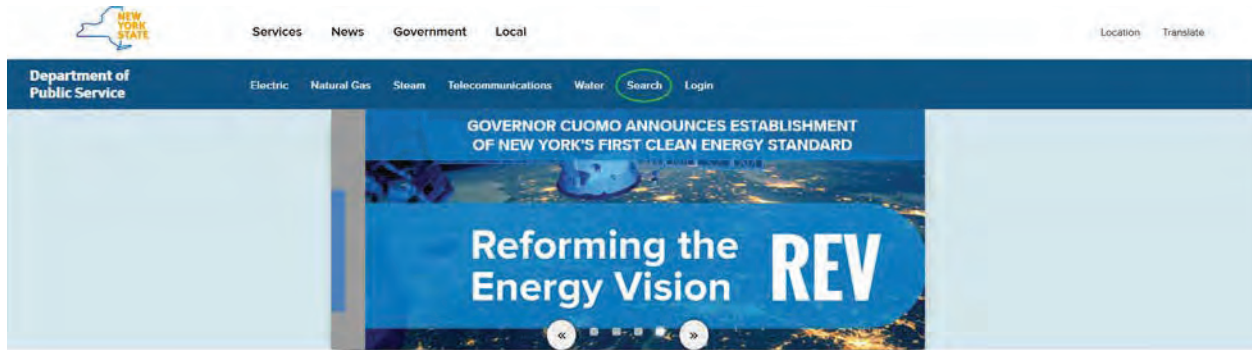 NEW
YORK
STATE
Services News Government Local
Location Translate
Department of
Public Service
Electric Natural Gas Steam Telecommunications Water Search Login
GOVERNOR CUOMO ANNOUNCES ESTABLISHMENT
OF NEW YORK'S FIRST CLEAN ENERGY STANDARD
Reforming the
Energy Vision
REV
« »